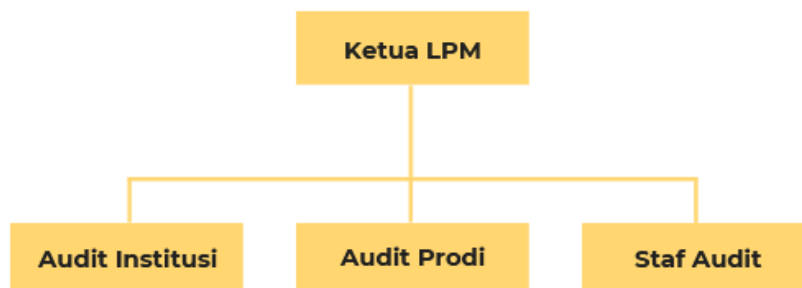 Ketua LPM
Audit Institusi
Audit Prodi
Staf Audit